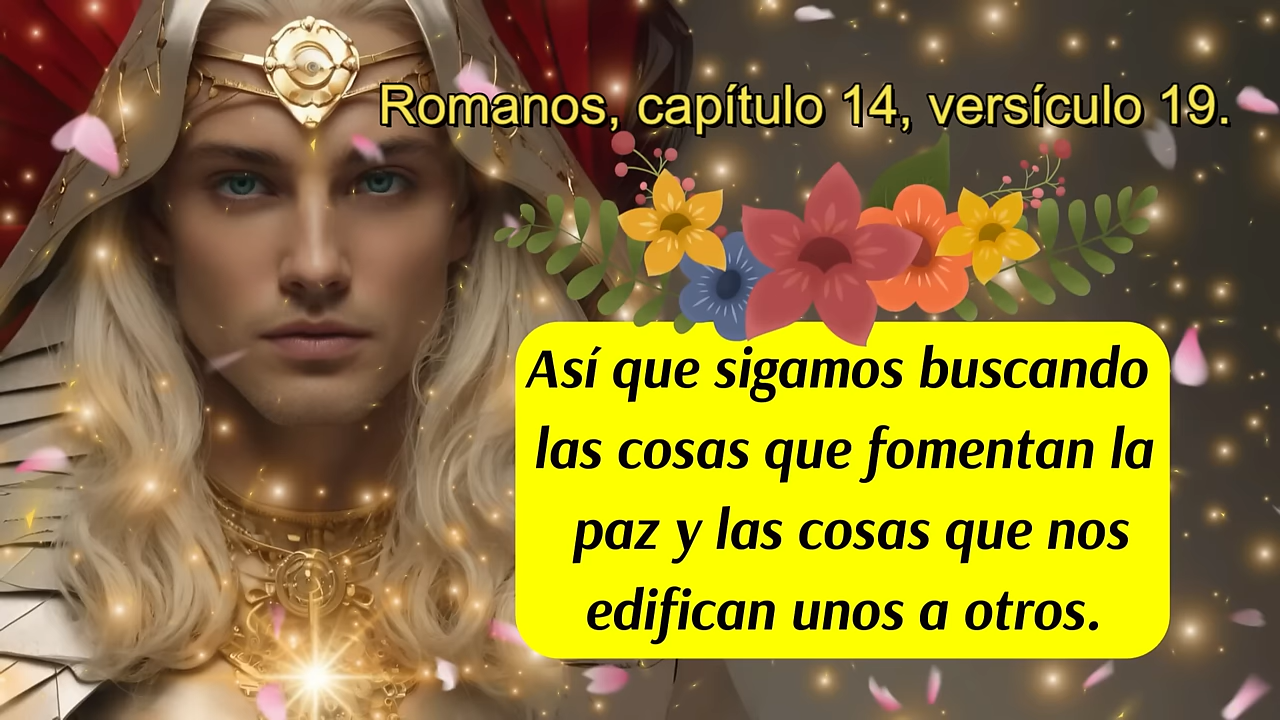 Romanos, capítulo 14, versículo 19.
Así que sigamos buscando
las cosas que fomentan la
paz y las cosas que nos
edifican unos a otros.